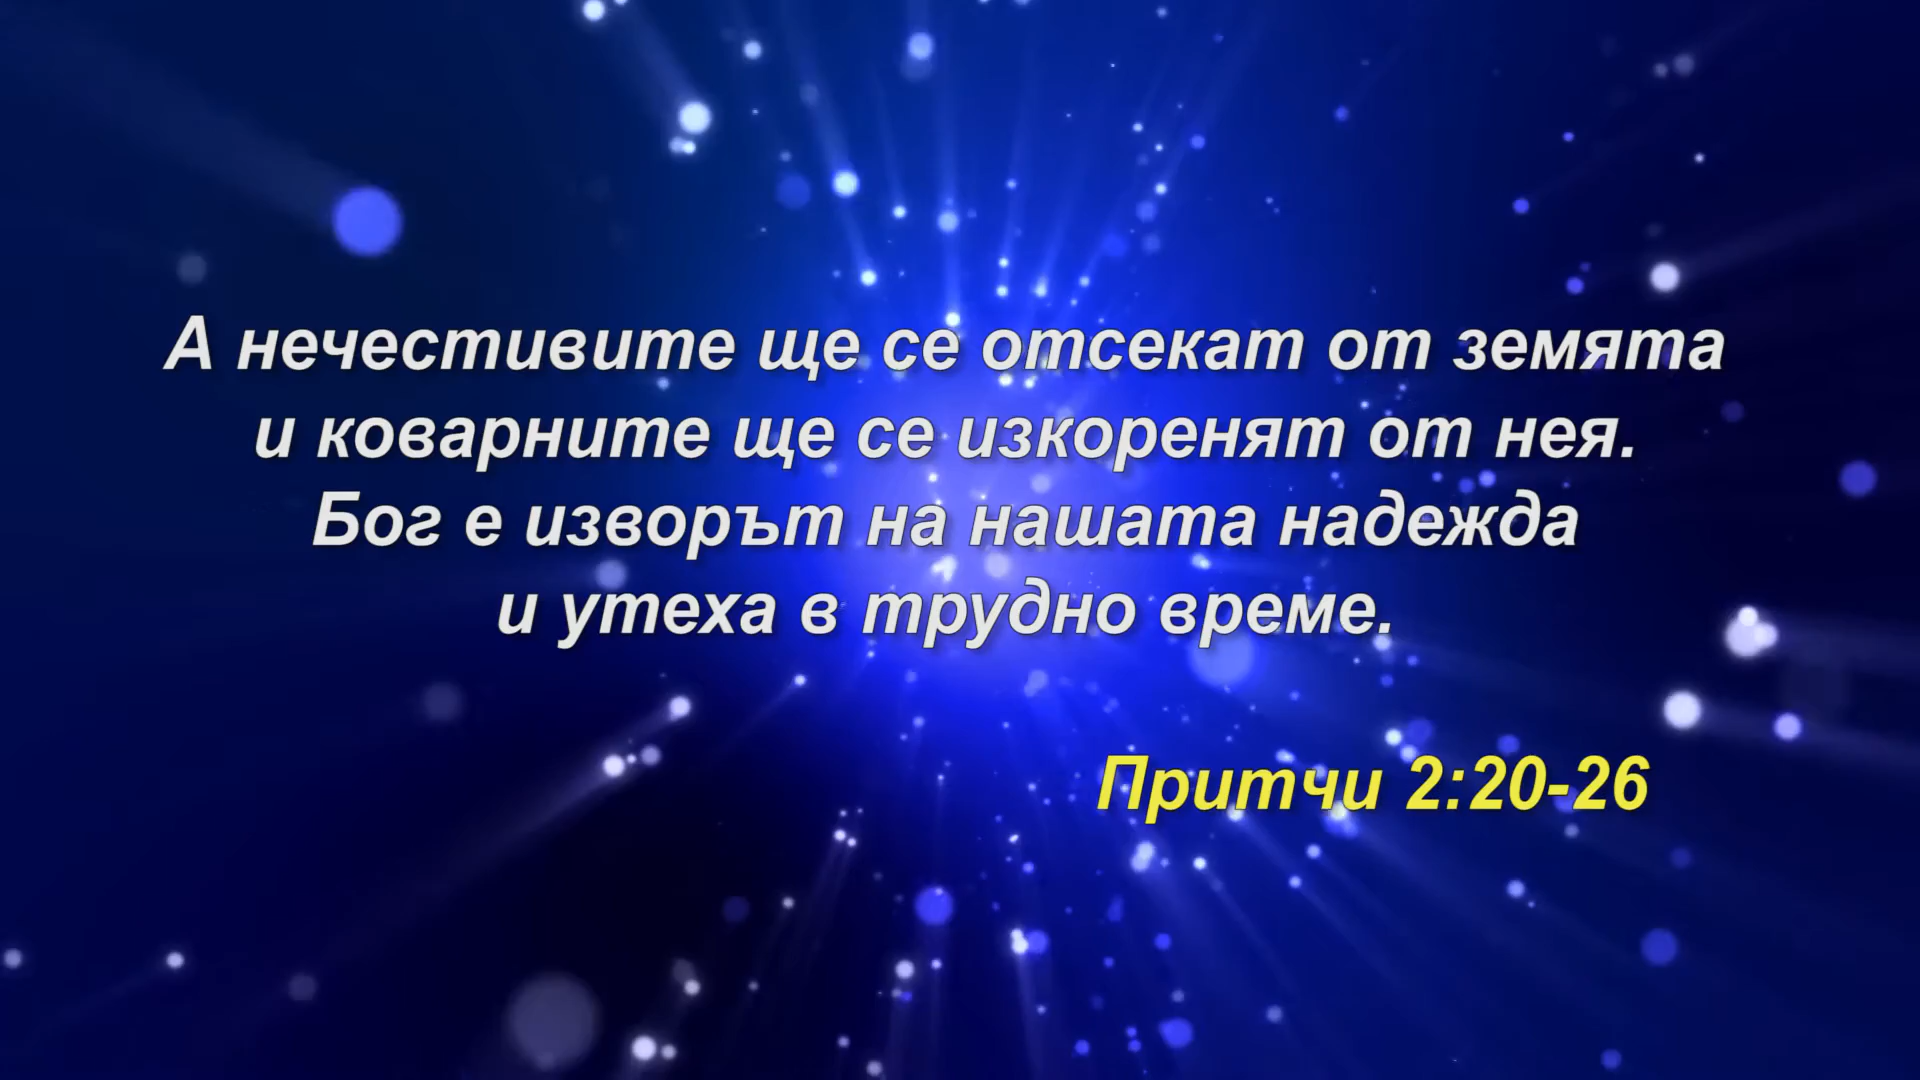 А нечестивите ще се отсекат от земята
и коварните ще се изкоренят от нея.
Бог е изворът на нашата надежда
и утеха в трудно време.
Притчи 2:20-26